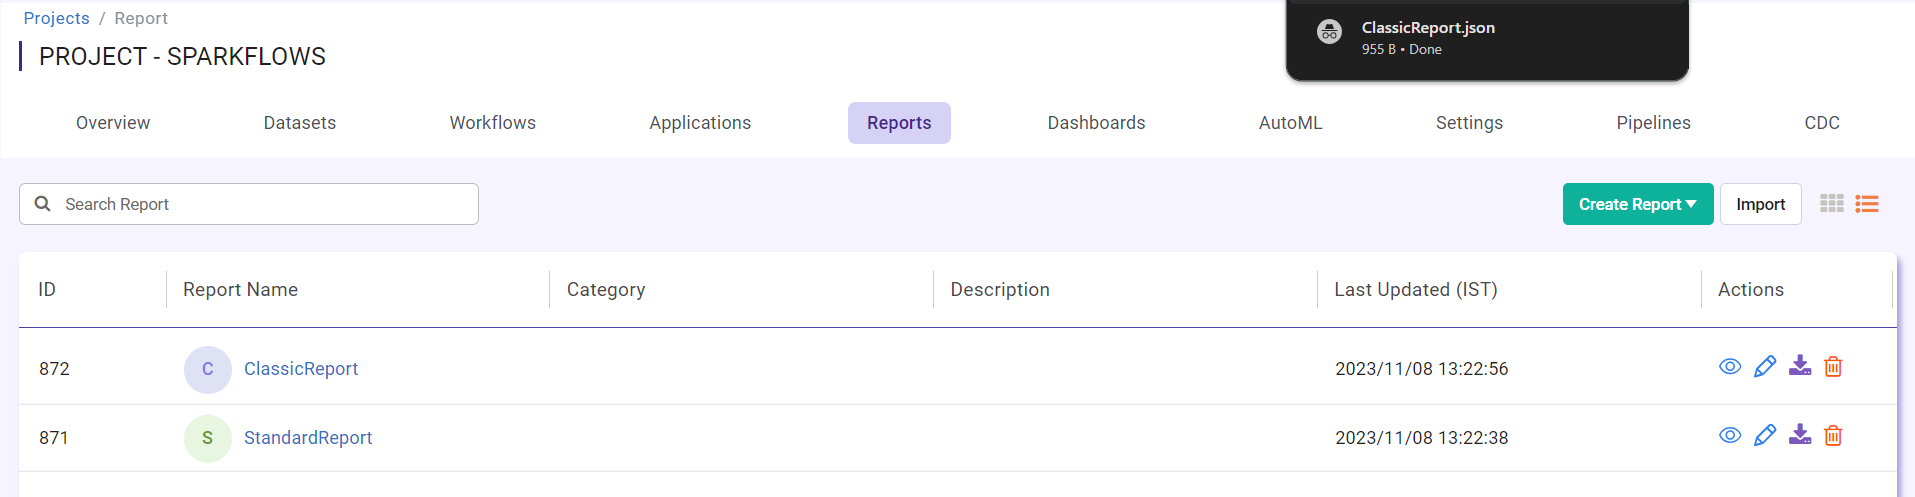 Projects / Report
ClassicReport.json
955 B • Done
PROJECT - SPARKFLOWS
Overview Datasets Workflows Applications Reports Dashboards AutoML Settings Pipelines CDC
Search Report Create Report Import
ID Report Name Category Description Last Updated (IST) Actions
872 C ClassicReport 2023/11/08 13:22:56
871 S StandardReport 2023/11/08 13:22:38